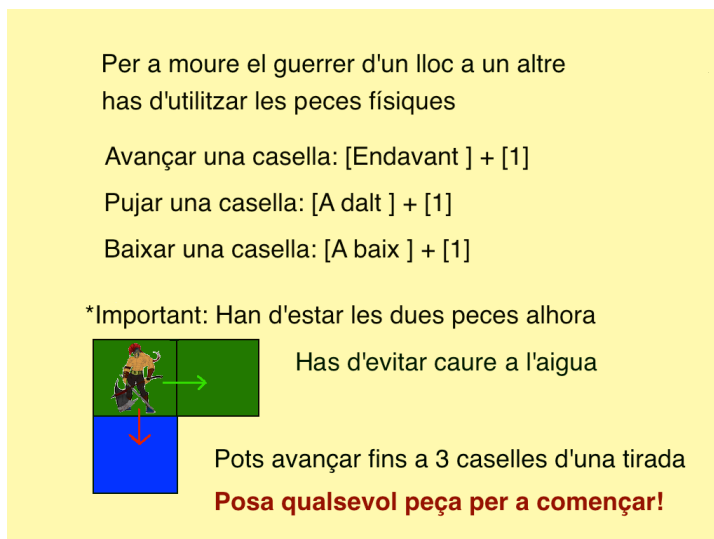 Per a moure el guerrer d'un lloc a un altre
has d'utilitzar les peces físiques
Avançar una casella: [Endavant ] + [1]
Pujar una casella: [A dalt ] + [1]
Baixar una casella: [A baix ] + [1]
*Important: Han d'estar les dues peces alhora
Has d'evitar caure a l'aigua
Pots avançar fins a 3 caselles d'una tirada
Posa qualsevol peça per a començar!